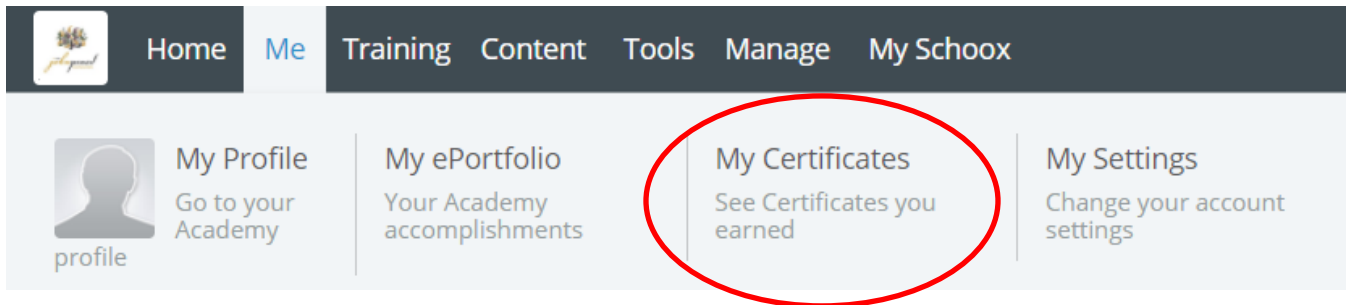 Home Me Training Content Tools Manage My Schoox
My Profile
Go to your
Academy
profile
My ePortfolio
Your Academy
accomplishments
My Certificates
See Certificates you
earned
My Settings
Change your account
settings